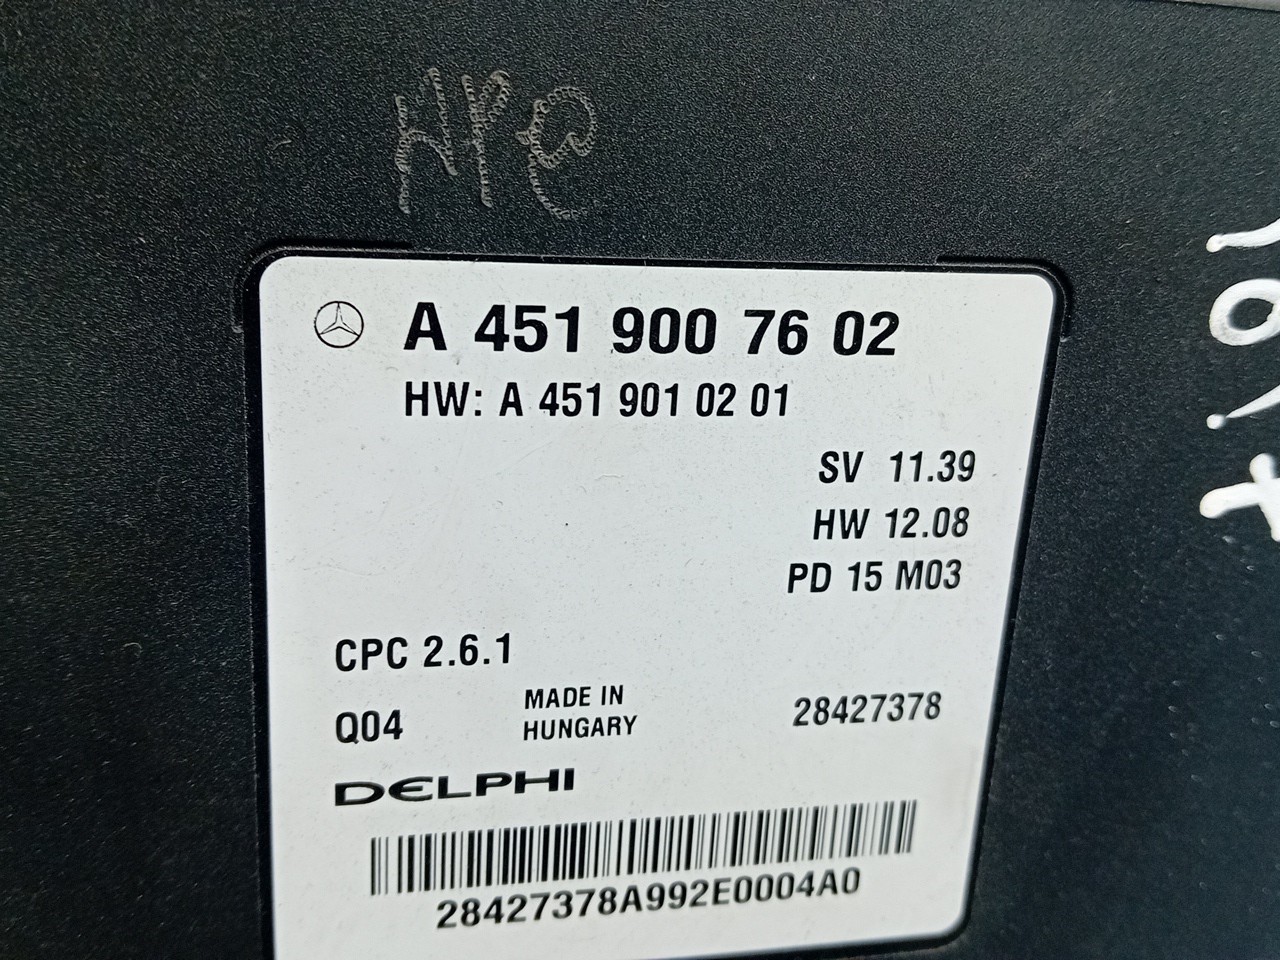 A 451 900 76 02
HW: A 451 901 02 01
SV 11.39
HW 12.08
PD 15 M03
CPC 2.6.1
Q04
MADE IN
HUNGARY
28427378
DELPHI
28427378A992E0004A0